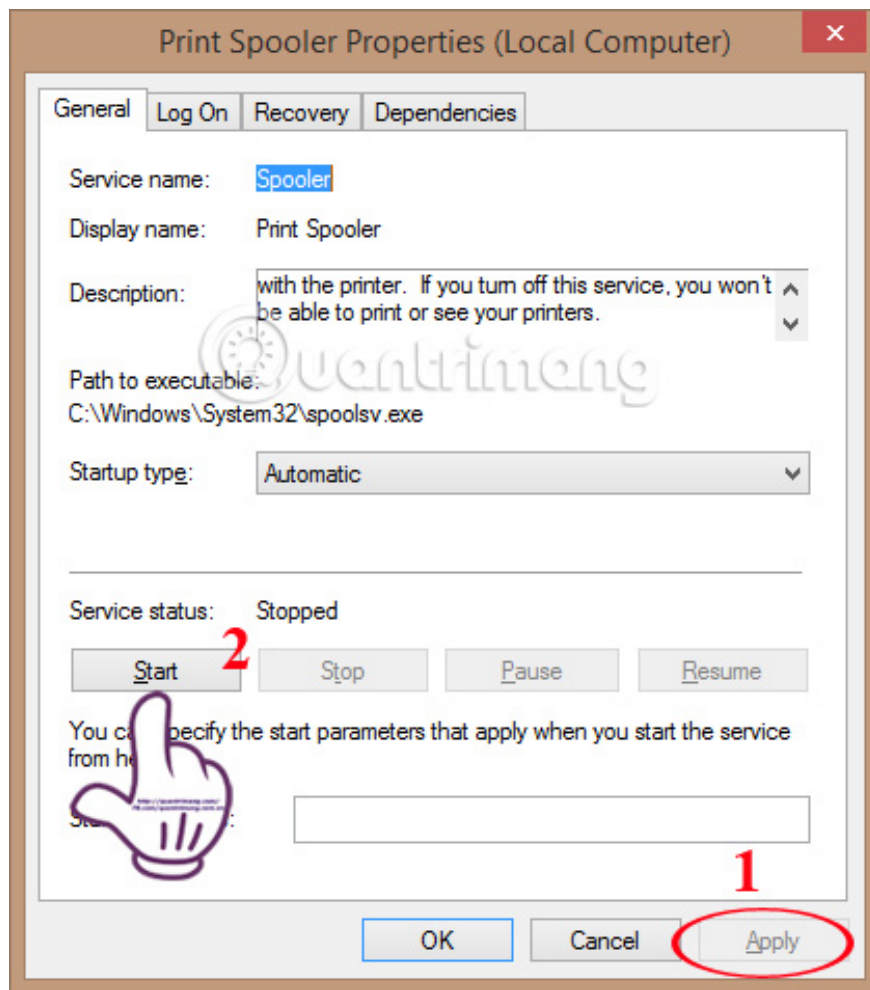 Print Spooler Properties (Local Computer)
General Log On Recovery Dependencies
Service name: Spooler
Display name: Print Spooler
Description: with the printer. If you turn off this service, you won't
be able to print or see your printers.
Quantrimang
Path to executable:
C:\Windows\System32\spoolsv.exe
Startup type: Automatic
Service status: Stopped
2
Start Stop Pause Resume
You can specify the start parameters that apply when you start the service
from he
1
OK Cancel Apply